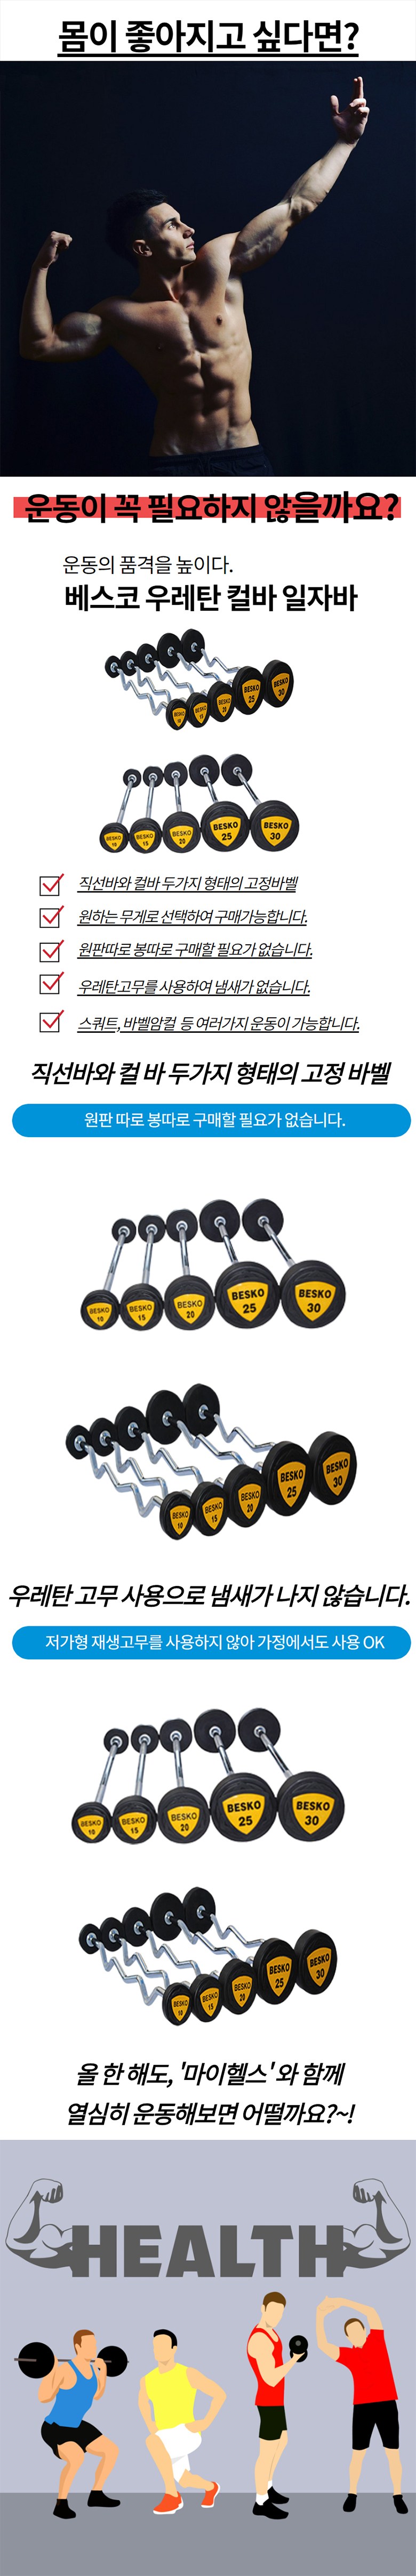 몸이 좋아지고 싶다면?
운동이 꼭 필요하지 않을까요?
운동의 품격을 높이다.
베스코 우레탄 컬바 일자바
BESKO 10
BESKO 15
BESKO 20
BESKO 25
BESKO 30
BESKO 10
BESKO 15
BESKO 20
BESKO 25
BESKO 30
직선바와 컬바 두가지 형태의 고정바벨
원하는 무게로 선택하여 구매가능합니다.
원판따로 봉따로 구매할 필요가 없습니다.
우레탄고무를 사용하여 냄새가 없습니다.
스쿼트, 바벨암컬 등 여러가지 운동이 가능합니다.
직선바와 컬 바 두가지 형태의 고정 바벨
원판 따로 봉따로 구매할 필요가 없습니다.
BESKO 10
BESKO 15
BESKO 20
BESKO 25
BESKO 30
BESKO 10
BESKO 15
BESKO 20
BESKO 25
BESKO 30
우레탄 고무 사용으로 냄새가 나지 않습니다.
저가형 재생고무를 사용하지 않아 가정에서도 사용 OK
BESKO 10
BESKO 15
BESKO 20
BESKO 25
BESKO 30
BESKO 10
BESKO 15
BESKO 20
BESKO 25
BESKO 30
올 한 해도, '마이헬스' 와 함께
열심히 운동해보면 어떨까요?~!
HEALTH